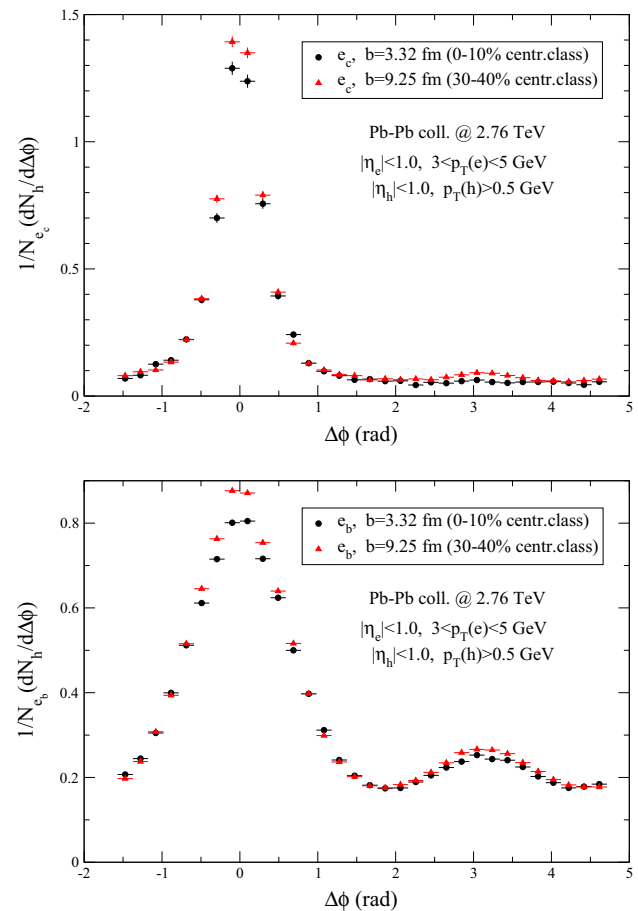 1.5
1
0.5
0
1/N_e_c (dN_h/dΔϕ)
e_c, b=3.32 fm (0-10% centr.class)
e_c, b=9.25 fm (30-40% centr.class)
Pb-Pb coll. @ 2.76 TeV
|η_e|<1.0, 3<p_T(e)<5 GeV
|η_h|<1.0, p_T(h)>0.5 GeV
-2 -1 0 1 2 3 4 5
Δϕ (rad)
0.8
0.6
0.4
0.2
0
1/N_e_b (dN_h/dΔϕ)
e_b, b=3.32 fm (0-10% centr.class)
e_b, b=9.25 fm (30-40% centr.class)
Pb-Pb coll. @ 2.76 TeV
|η_e|<1.0, 3<p_T(e)<5 GeV
|η_h|<1.0, p_T(h)>0.5 GeV
-2 -1 0 1 2 3 4 5
Δϕ (rad)